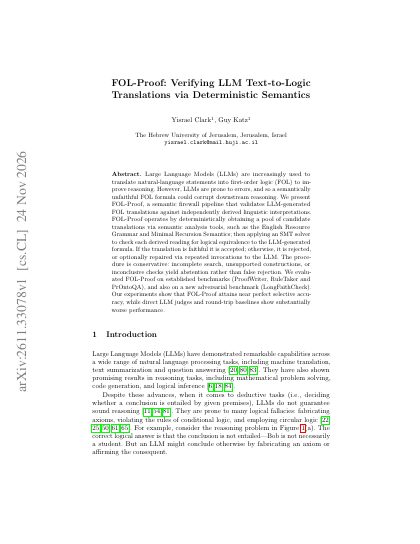 FOL-Proof: Verifying LLM Text-to-Logic
Translations via Deterministic Semantics
Yisrael Clark¹, Guy Katz¹
The Hebrew University of Jerusalem, Jerusalem, Israel
yisrael.clark@mail.huji.ac.il
Abstract. Large Language Models (LLMs) are increasingly used to
translate natural-language statements into first-order logic (FOL) to im-
prove reasoning. However, LLMs are prone to errors, and so a semantically
unfaithful FOL formula could corrupt downstream reasoning. We present
FOL-Proof, a semantic firewall pipeline that validates LLM-generated
FOL translations against independently derived linguistic interpretations.
FOL-Proof operates by deterministically obtaining a pool of candidate
translations via semantic analysis tools, such as the English Resource
Grammar and Minimal Recursion Semantics; then applying an SMT solver
to check each derived reading for logical equivalence to the LLM-generated
formula. If the translation is faithful it is accepted; otherwise, it is rejected,
or optionally repaired via repeated invocations to the LLM. The proce-
dure is conservative: incomplete search, unsupported constructions, or
inconclusive checks yield abstention rather than false rejection. We evalu-
ated FOL-Proof on established benchmarks (ProofWriter, RuleTaker and
PrOntoQA), and also on a new adversarial benchmark (LongFaithCheck).
Our experiments show that FOL-Proof attains near perfect selective accu-
racy, while direct LLM judges and round-trip baselines show substantially
worse performance.
1 Introduction
Large Language Models (LLMs) have demonstrated remarkable capabilities across
a wide range of natural language processing tasks, including machine translation,
text summarization and question answering They have also shown
promising results in reasoning tasks, including mathematical problem solving,
code generation, and logical inference
Despite these advances, when it comes to deductive tasks (i.e., deciding
whether a conclusion is entailed by given premises), LLMs do not guarantee
sound reasoning They are prone to many logical fallacies: fabricating
axioms, violating the rules of conditional logic, and employing circular logic
For example, consider the reasoning problem in Figure 1(a). The
correct logical answer is that the conclusion is not entailed—Bob is not necessarily
a student. But an LLM might conclude otherwise by fabricating an axiom or
affirming the consequent.
arXiv:2611.33078v1 [cs.CL] 24 Nov 2026